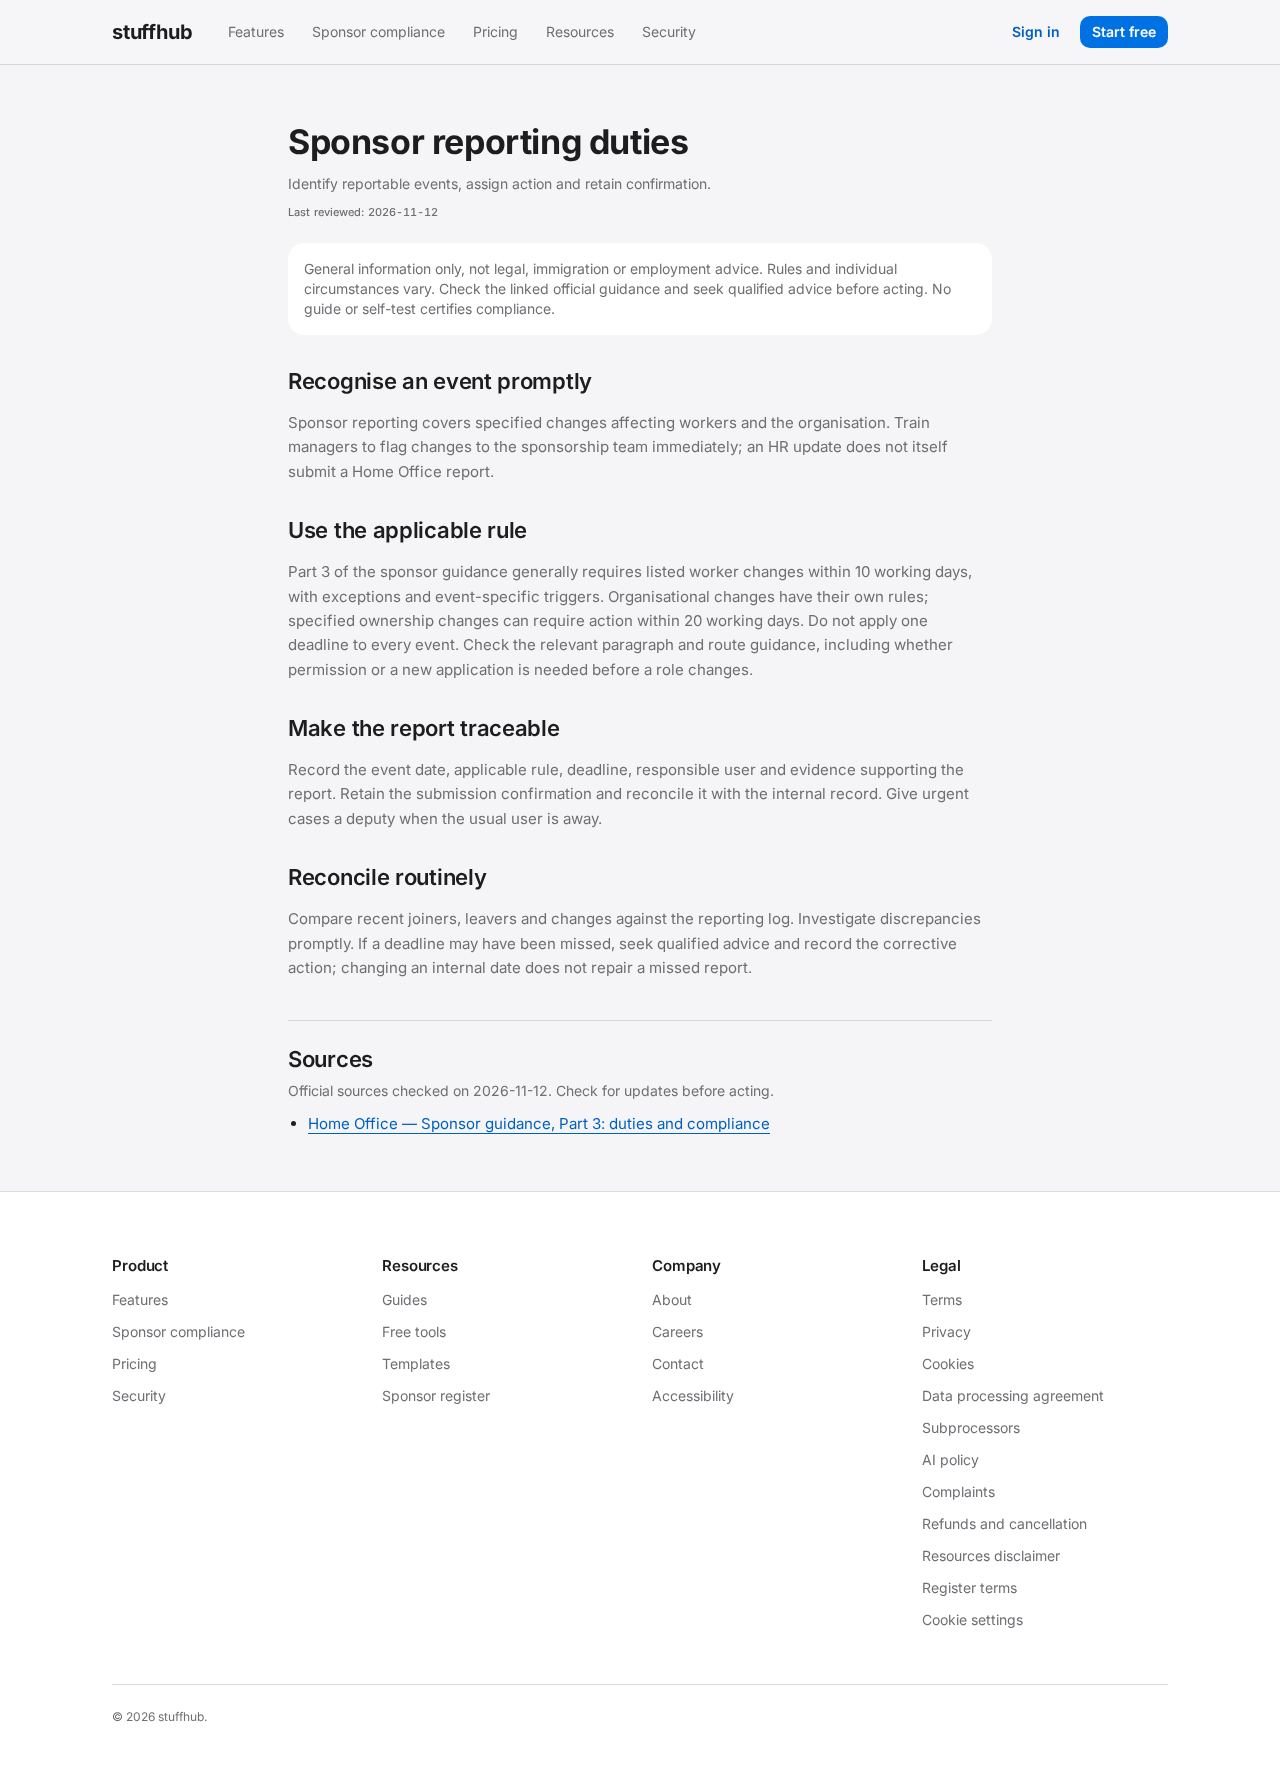 stuffhub
Features
Sponsor compliance
Pricing
Resources
Security
Sign in
Start free
Sponsor reporting duties
Identify reportable events, assign action and retain confirmation.
Last reviewed: 2026-11-12
General information only, not legal, immigration or employment advice. Rules and individual
circumstances vary. Check the linked official guidance and seek qualified advice before acting. No
guide or self-test certifies compliance.
Recognise an event promptly
Sponsor reporting covers specified changes affecting workers and the organisation. Train
managers to flag changes to the sponsorship team immediately; an HR update does not itself
submit a Home Office report.
Use the applicable rule
Part 3 of the sponsor guidance generally requires listed worker changes within 10 working days,
with exceptions and event-specific triggers. Organisational changes have their own rules;
specified ownership changes can require action within 20 working days. Do not apply one
deadline to every event. Check the relevant paragraph and route guidance, including whether
permission or a new application is needed before a role changes.
Make the report traceable
Record the event date, applicable rule, deadline, responsible user and evidence supporting the
report. Retain the submission confirmation and reconcile it with the internal record. Give urgent
cases a deputy when the usual user is away.
Reconcile routinely
Compare recent joiners, leavers and changes against the reporting log. Investigate discrepancies
promptly. If a deadline may have been missed, seek qualified advice and record the corrective
action; changing an internal date does not repair a missed report.
Sources
Official sources checked on 2026-11-12. Check for updates before acting.
• Home Office — Sponsor guidance, Part 3: duties and compliance
Product
Features
Sponsor compliance
Pricing
Security
Resources
Guides
Free tools
Templates
Sponsor register
Company
About
Careers
Contact
Accessibility
Legal
Terms
Privacy
Cookies
Data processing agreement
Subprocessors
AI policy
Complaints
Refunds and cancellation
Resources disclaimer
Register terms
Cookie settings
© 2026 stuffhub.